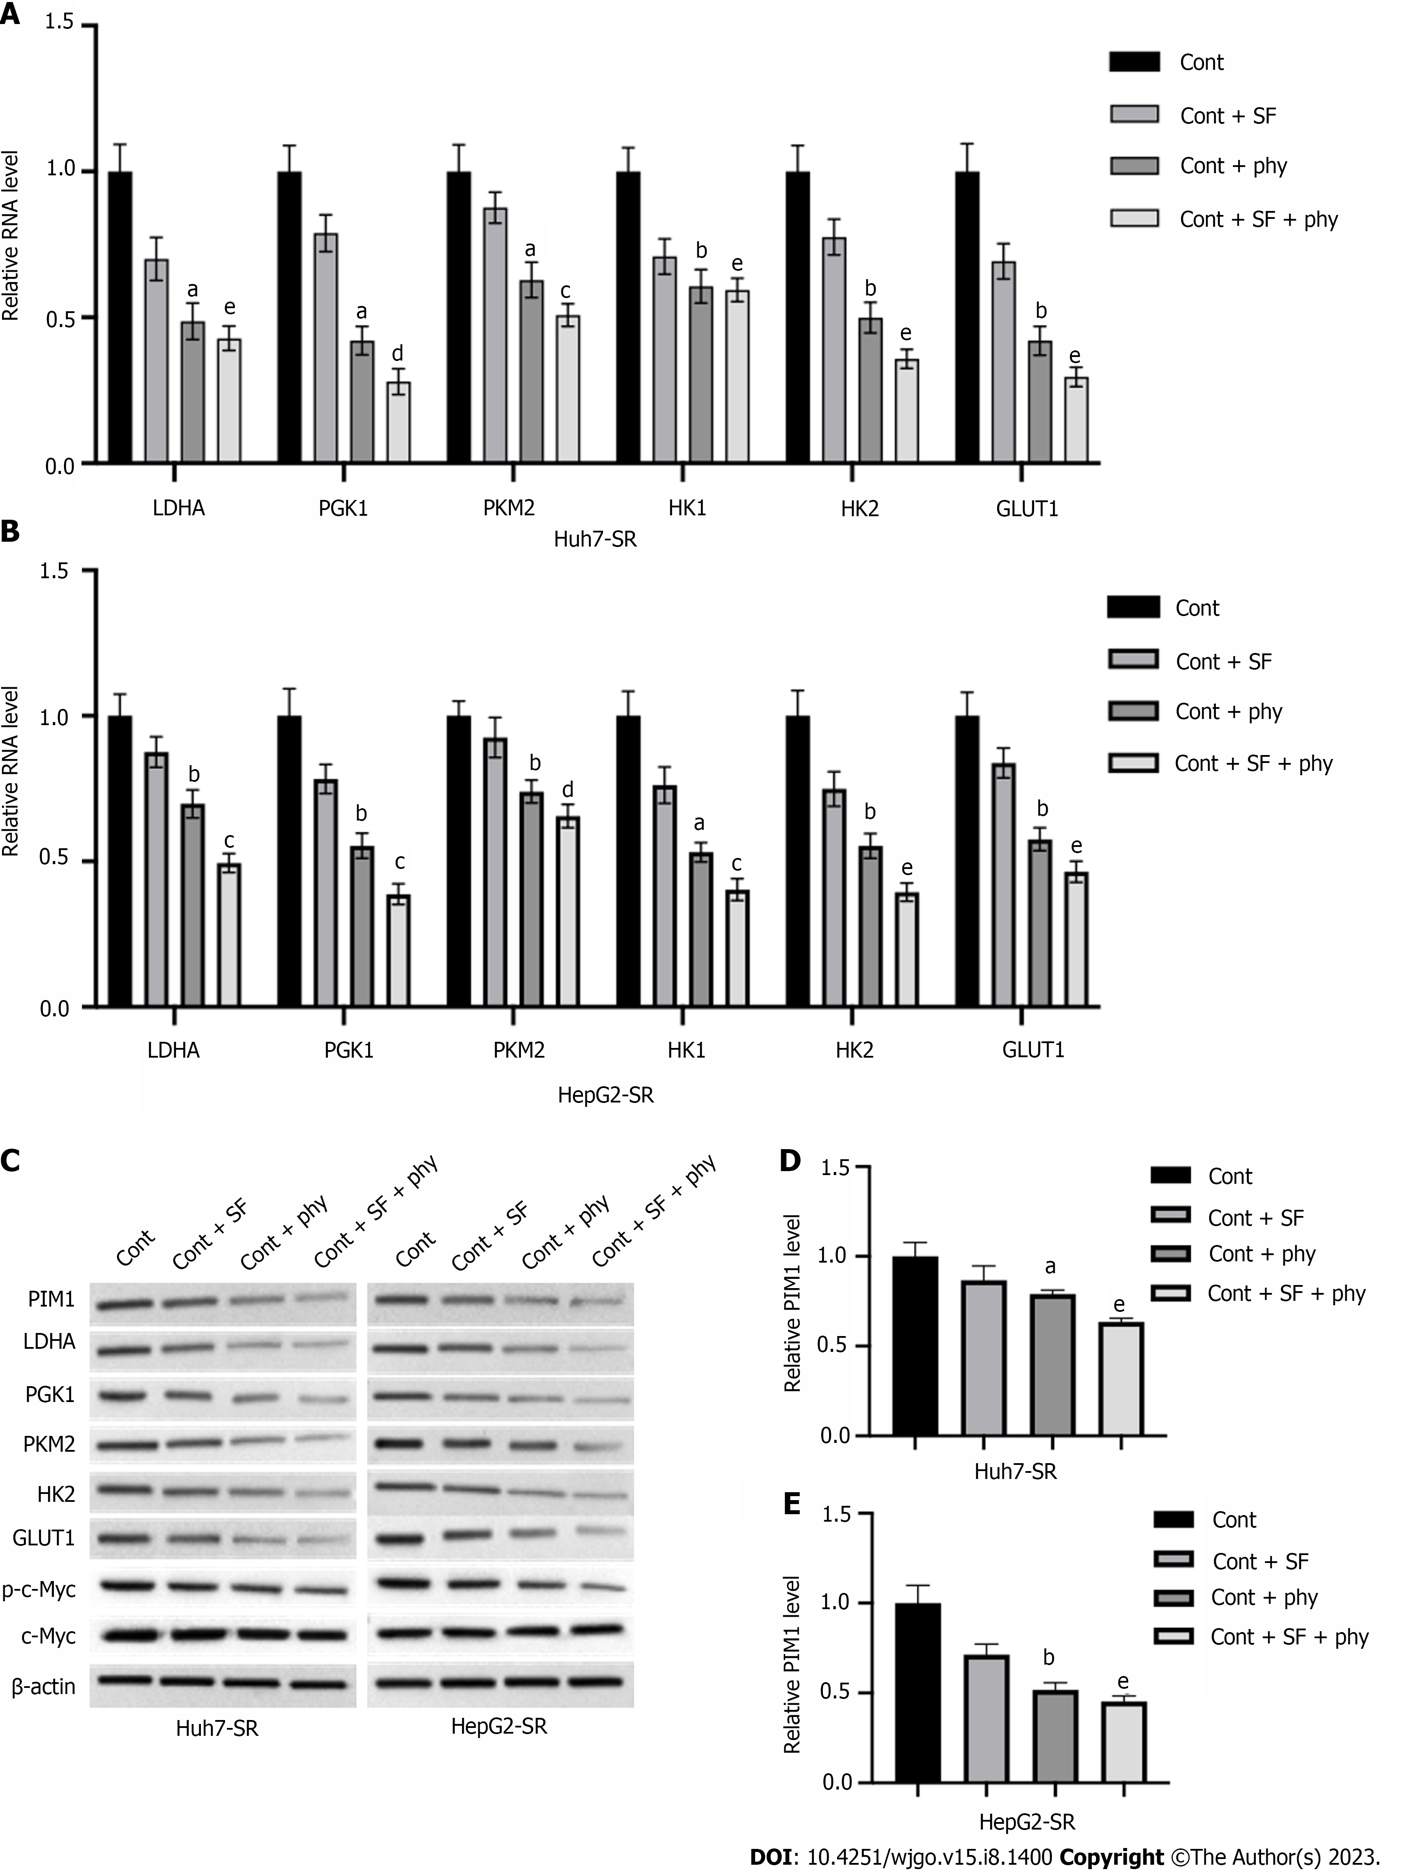 A
1.5
1.0
0.5
0.0
Relative RNA level
Cont
Cont + SF
Cont + phy
Cont + SF + phy
a
e
a
d
a
c
b
e
b
e
b
e
LDHA
PGK1
PKM2
HK1
HK2
GLUT1
Huh7-SR
B
1.5
1.0
0.5
0.0
Relative RNA level
Cont
Cont + SF
Cont + phy
Cont + SF + phy
b
c
b
c
b
d
a
c
b
e
b
e
LDHA
PGK1
PKM2
HK1
HK2
GLUT1
HepG2-SR
C
Cont
Cont + SF
Cont + phy
Cont + SF + phy
Cont
Cont + SF
Cont + phy
Cont + SF + phy
PIM1
LDHA
PGK1
PKM2
HK2
GLUT1
p-c-Myc
c-Myc
β-actin
Huh7-SR
HepG2-SR
D
1.5
1.0
0.5
0.0
Relative PIM1 level
a
e
Cont
Cont + SF
Cont + phy
Cont + SF + phy
Huh7-SR
E
1.5
1.0
0.5
0.0
Relative PIM1 level
b
e
Cont
Cont + SF
Cont + phy
Cont + SF + phy
HepG2-SR
DOI: 10.4251/wjgo.v15.i8.1400 Copyright ©The Author(s) 2023.